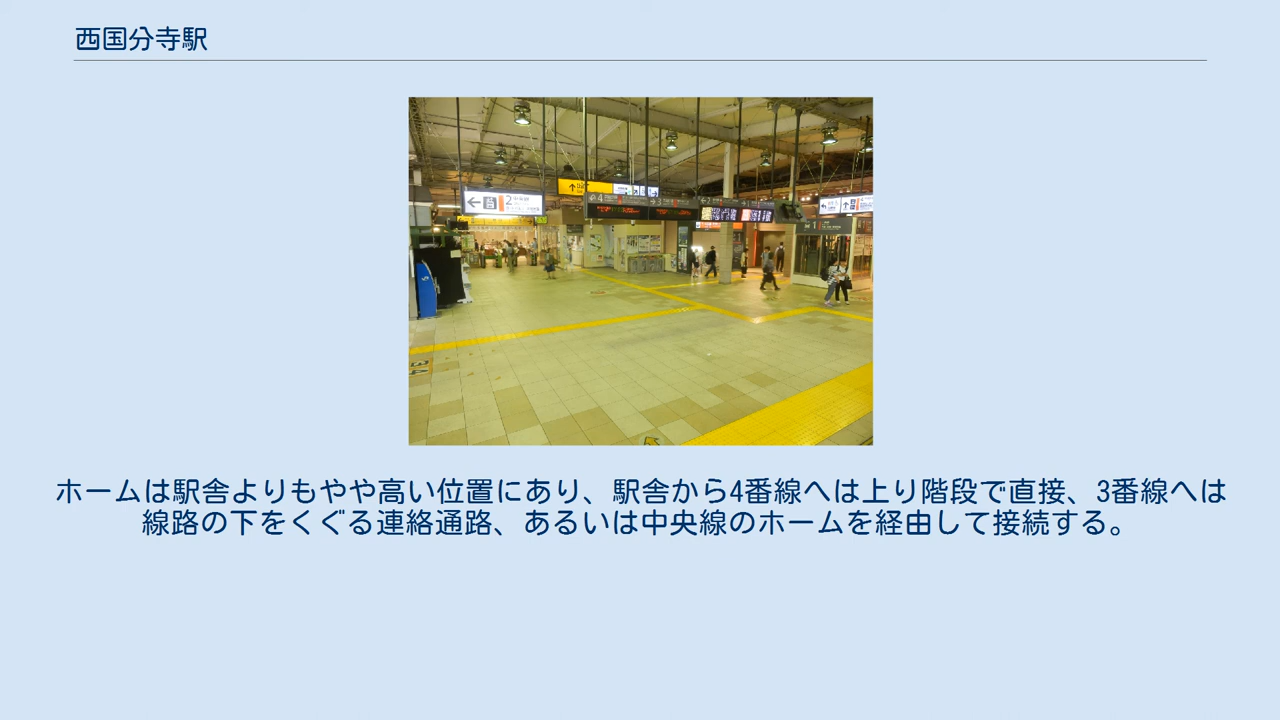 西国分寺駅
2
4
3
ホームは駅舎よりもやや高い位置にあり、駅舎から4番線へは上り階段で直接、3番線へは
線路の下をくぐる連絡通路、あるいは中央線のホームを経由して接続する。